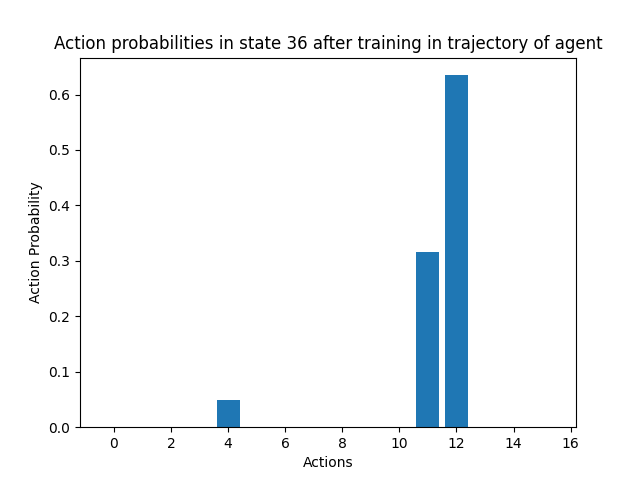 Action probabilities in state 36 after training in trajectory of agent
0.6
0.5
0.4
0.3
0.2
0.1
0.0
Action Probability
0 2 4 6 8 10 12 14 16
Actions